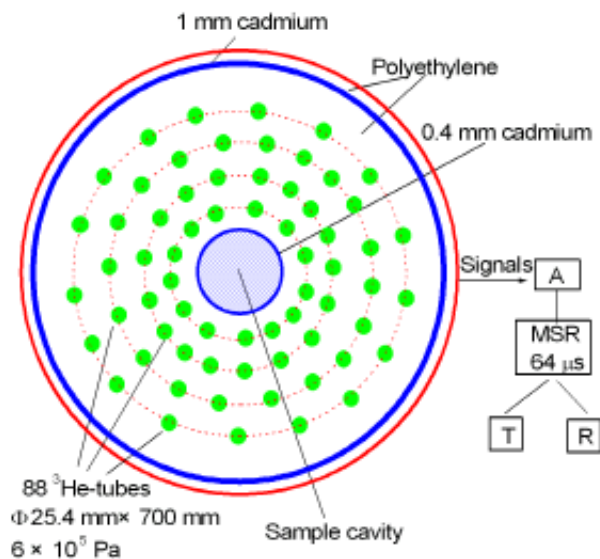 1 mm cadmium
Polyethylene
0.4 mm cadmium
Signals
A
MSR
64 μs
T
R
88 ³He-tubes
Φ25.4 mm× 700 mm
6 × 10⁵ Pa
Sample cavity